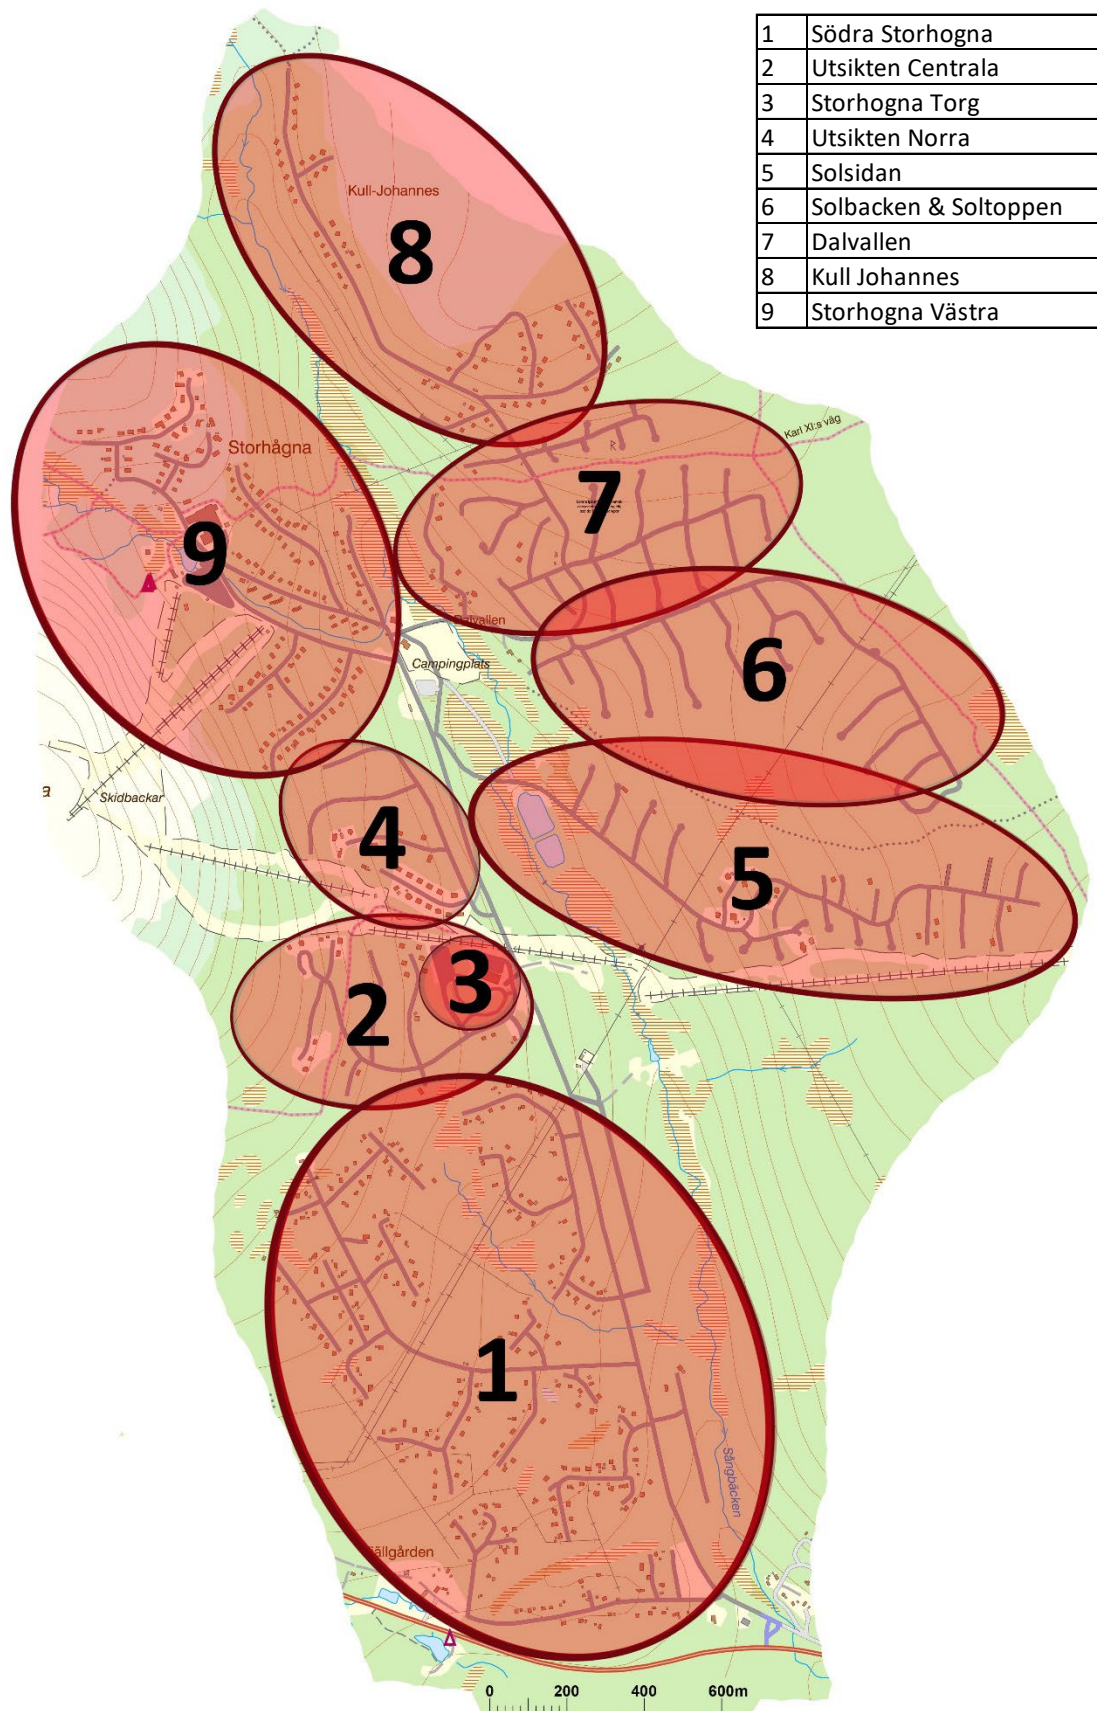 1 Södra Storhogna
2 Utsikten Centrala
3 Storhogna Torg
4 Utsikten Norra
5 Solsidan
6 Solbacken & Soltoppen
7 Dalvallen
8 Kull Johannes
9 Storhogna Västra
Kull-Johannes
8
Karl XI:s väg
Storhågna
R
7
9
Dalvallen
Campingplats
6
a
Skidbackar
4
5
3
2
1
Sångbäcken
ällgården
0 200 400 600m